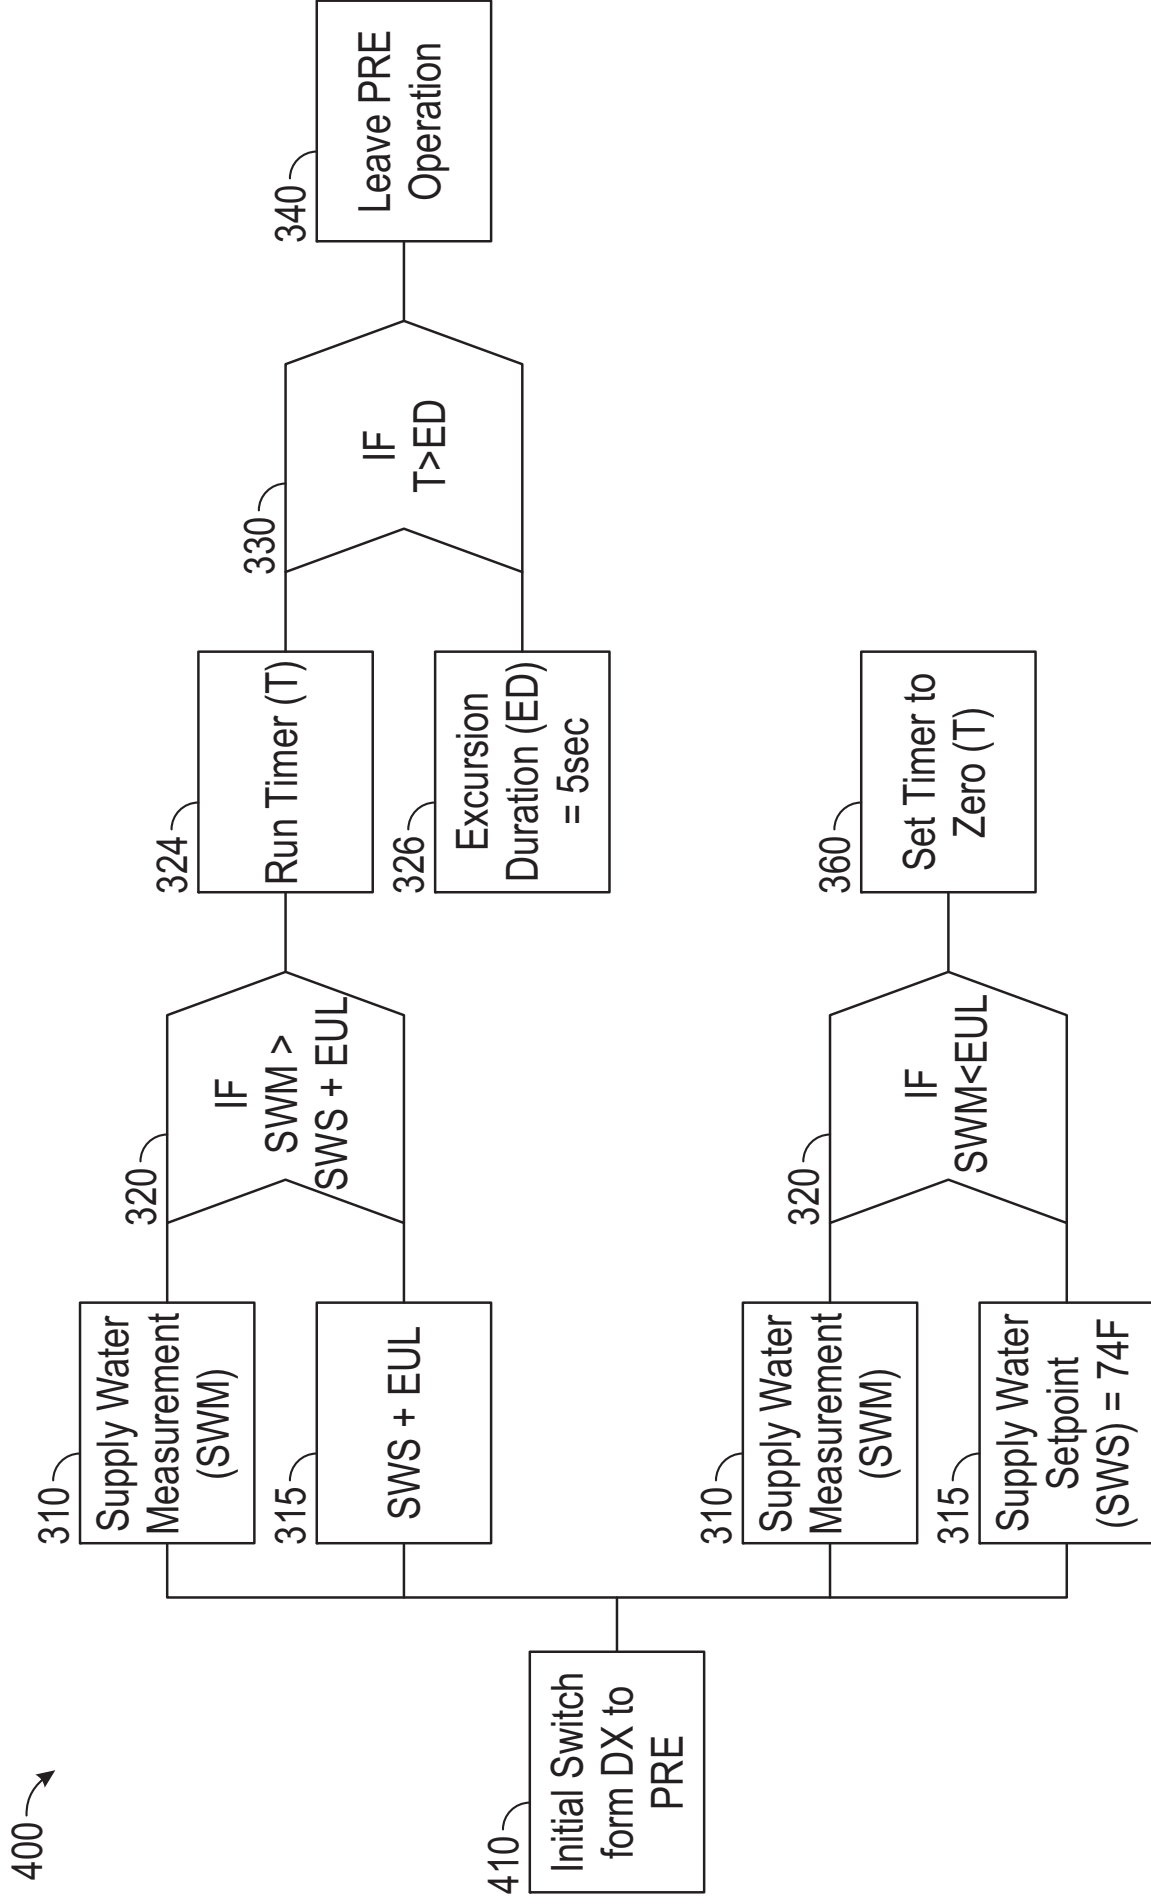 400
410
Initial Switch
form DX to
PRE
310
Supply Water
Measurement
(SWM)
315
SWS + EUL
320
IF
SWM >
SWS + EUL
324
Run Timer (T)
326
Excursion
Duration (ED)
= 5sec
330
IF
T>ED
340
Leave PRE
Operation
310
Supply Water
Measurement
(SWM)
315
Supply Water
Setpoint
(SWS) = 74F
320
IF
SWM<EUL
360
Set Timer to
Zero (T)